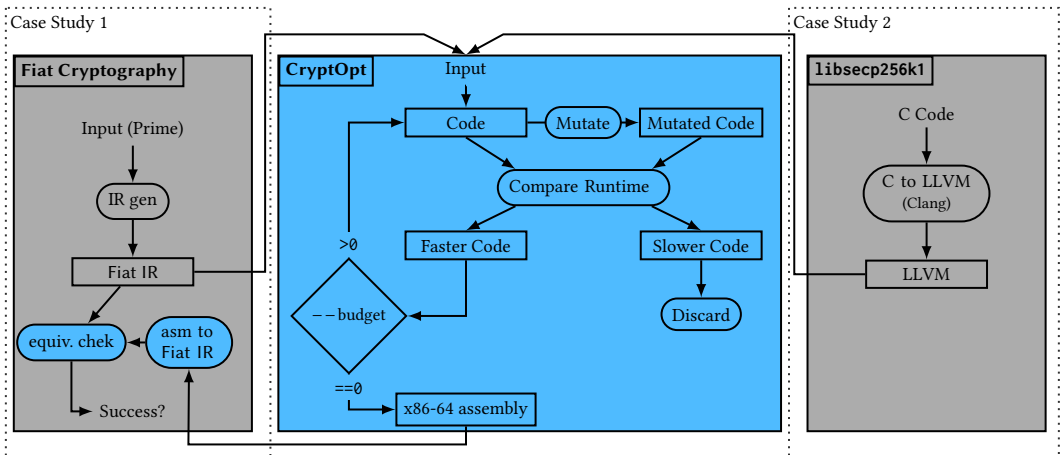 Case Study 1
Case Study 2
Fiat Cryptography
CryptOpt
libsecp256k1
Input
Input (Prime)
Code
Mutate
Mutated Code
C Code
IR gen
Compare Runtime
C to LLVM
(Clang)
>0
Faster Code
Slower Code
Fiat IR
LLVM
−−budget
Discard
equiv. chek
asm to
Fiat IR
==0
Success?
x86-64 assembly